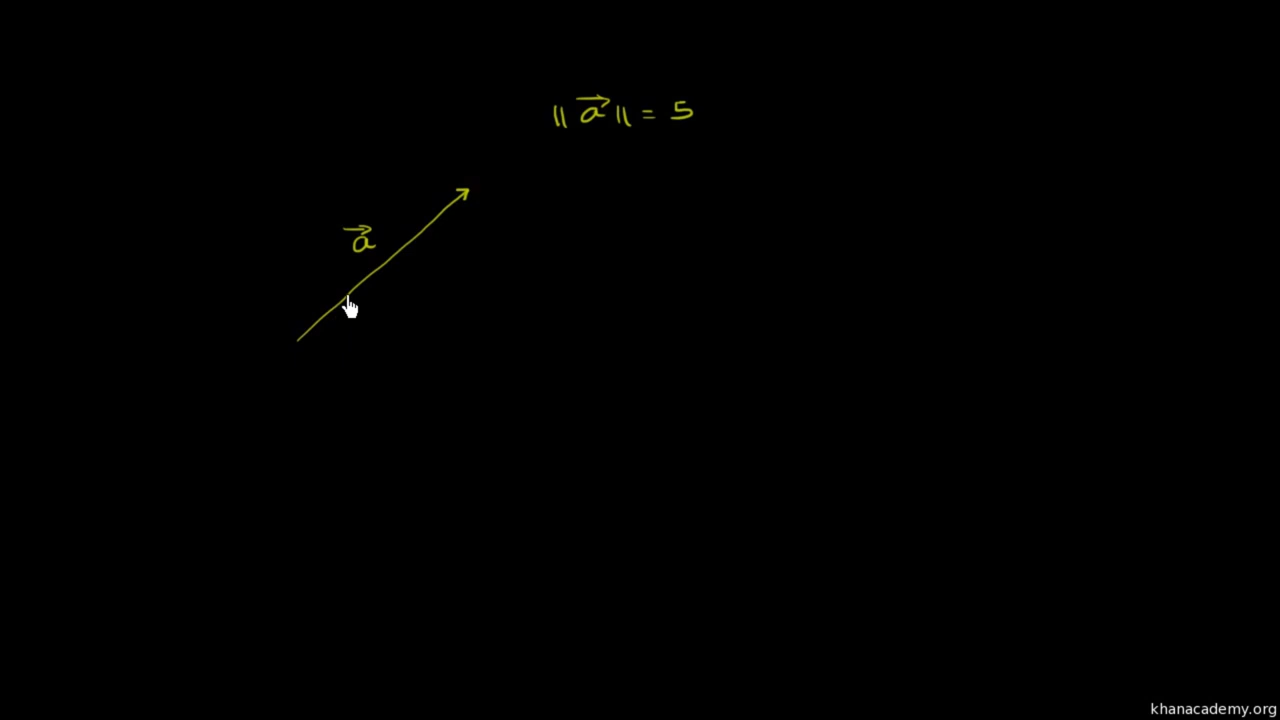 ‖a⃗‖ = 5
a⃗
khanacademy.org